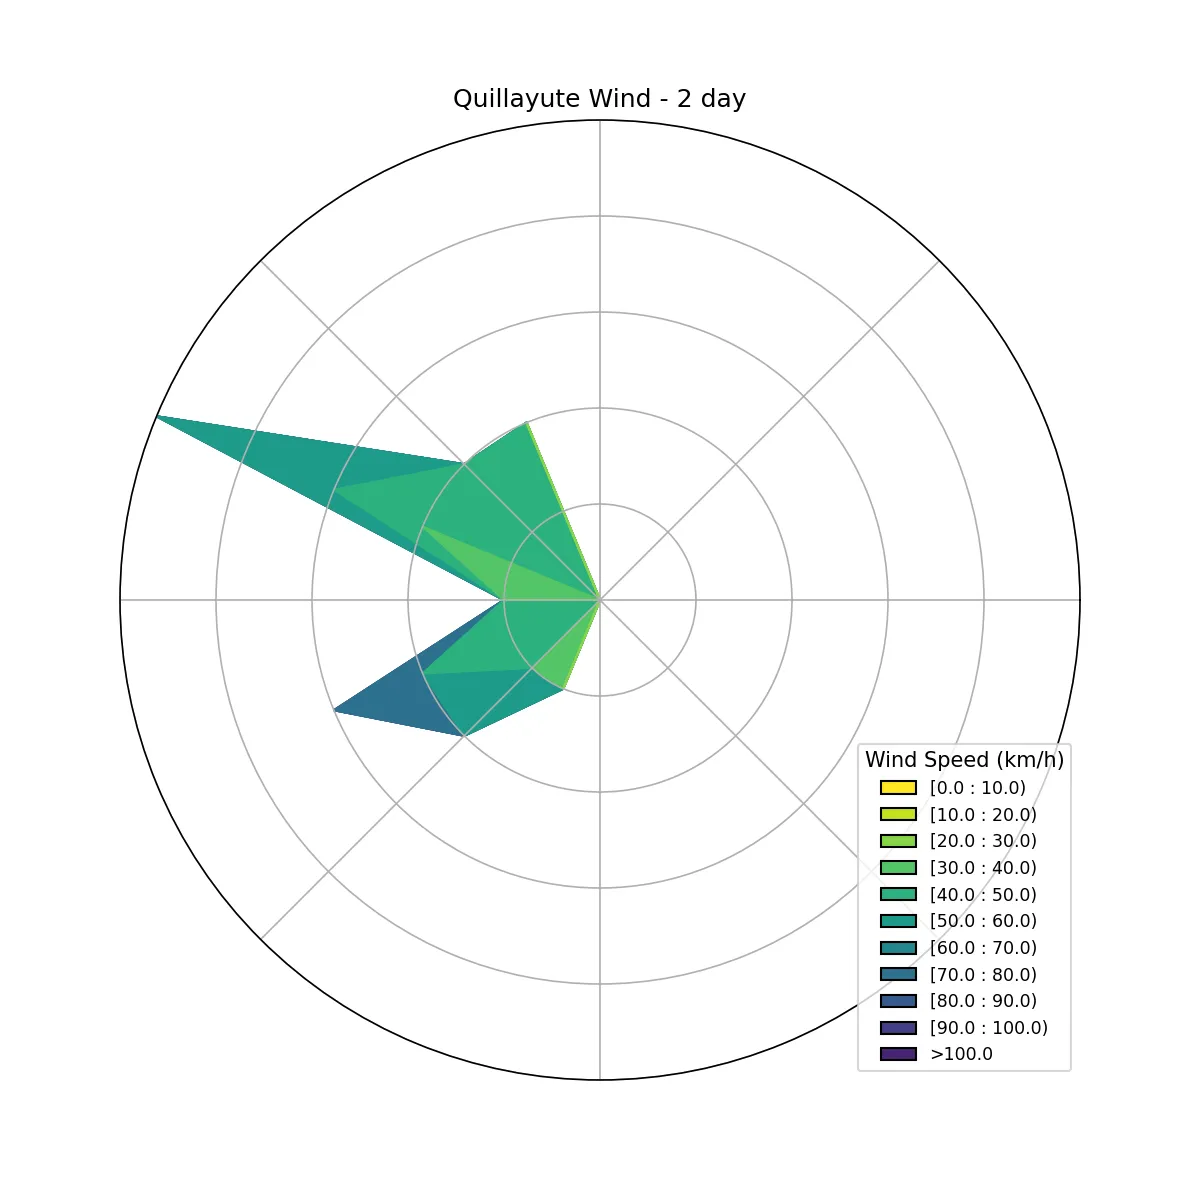 Quillayute Wind - 2 day
Wind Speed (km/h)
[0.0 : 10.0)
[10.0 : 20.0)
[20.0 : 30.0)
[30.0 : 40.0)
[40.0 : 50.0)
[50.0 : 60.0)
[60.0 : 70.0)
[70.0 : 80.0)
[80.0 : 90.0)
[90.0 : 100.0)
>100.0